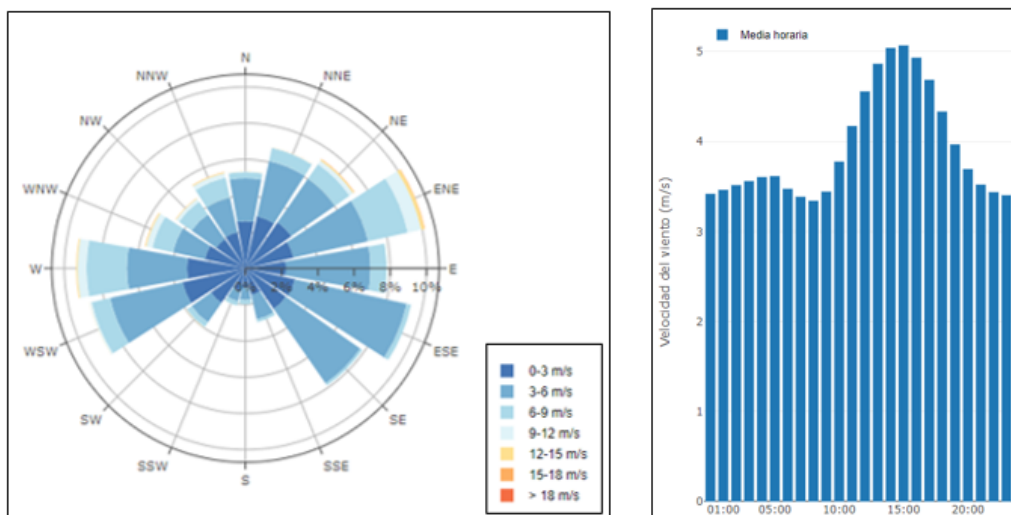 N
NNW
NNE
NW
NE
WNW
ENE
W
E
0% 2% 4% 6% 8% 10%
WSW
ESE
SW
SE
SSW
SSE
S
0-3 m/s
3-6 m/s
6-9 m/s
9-12 m/s
12-15 m/s
15-18 m/s
> 18 m/s
Media horaria
Velocidad del viento (m/s)
5
4
3
2
1
0
01:00 05:00 10:00 15:00 20:00